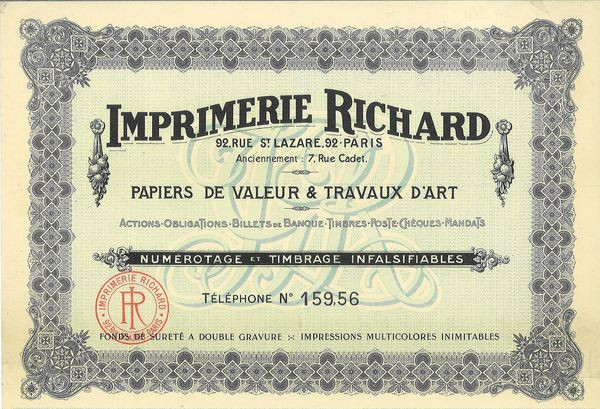 IMPRIMERIE RICHARD
92, RUE ST LAZARE, 92 - PARIS
Anciennement : 7, Rue Cadet.
PAPIERS DE VALEUR & TRAVAUX D'ART
ACTIONS - OBLIGATIONS - BILLETS DE BANQUE - TIMBRES-POSTE - CHÈQUES - MANDATS
NUMÉROTAGE ET TIMBRAGE INFALSIFIABLES
TÉLÉPHONE N° 159.56
IMPRIMERIE RICHARD
IR
PARIS
FONDS DE SURETÉ A DOUBLE GRAVURE IMPRESSIONS MULTICOLORES INIMITABLES